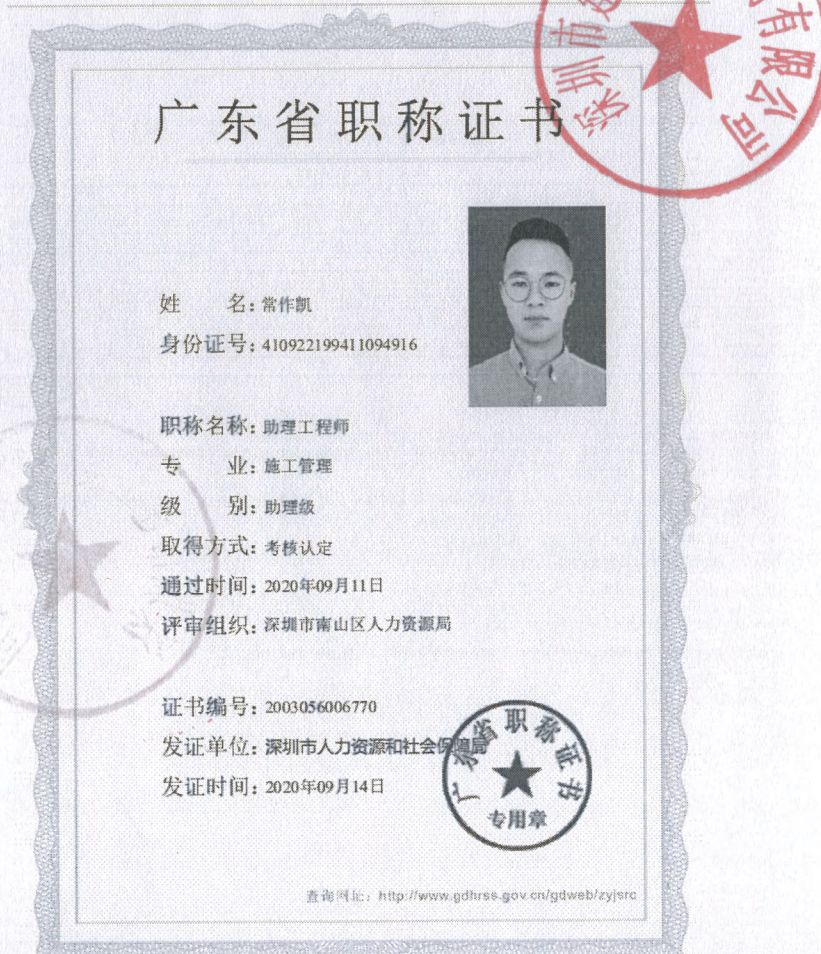 深圳市
有限公司
广东省职称证书
姓 名：常作凯
身份证号：410922199411094916
职称名称：助理工程师
专 业：施工管理
级 别：助理级
取得方式：考核认定
通过时间：2020年09月11日
评审组织：深圳市南山区人力资源局
证书编号：2003056006770
发证单位：深圳市人力资源和社会保障局
发证时间：2020年09月14日
广东省职称证书
专用章
查询网址：http://www.gdhrss.gov.cn/gdweb/zyjsrc